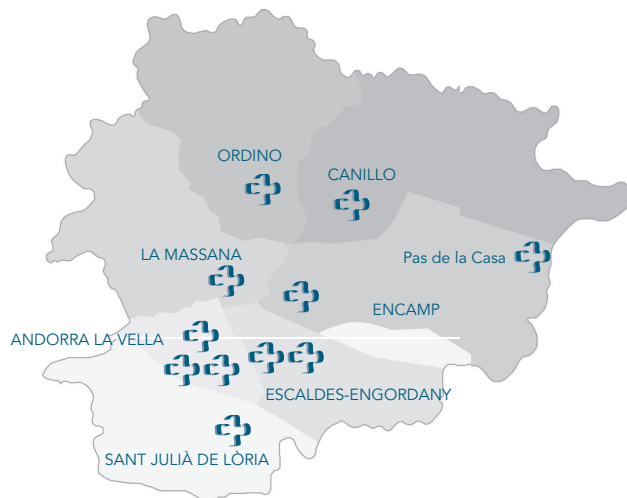 ORDINO
CANILLO
LA MASSANA
Pas de la Casa
ENCAMP
ANDORRA LA VELLA
ESCALDES-ENGORDANY
SANT JULIÀ DE LÒRIA